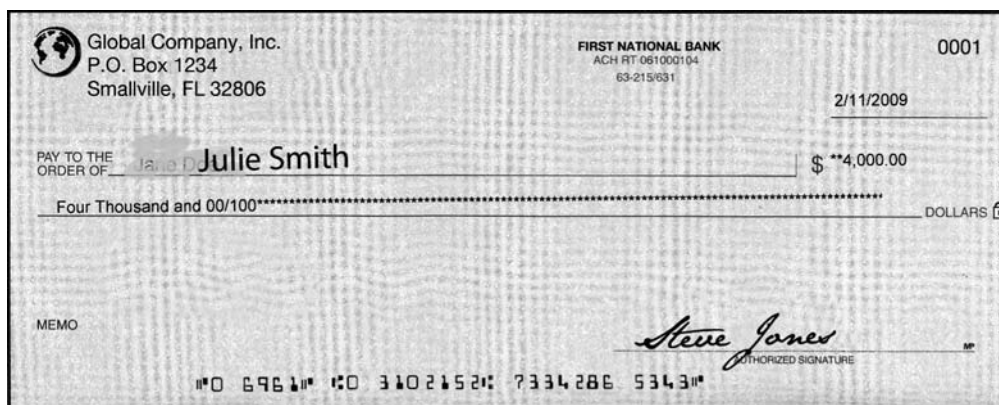 Global Company, Inc.
P.O. Box 1234
Smallville, FL 32806
FIRST NATIONAL BANK
ACH RT 061000104
63-215/631
0001
2/11/2009
PAY TO THE
ORDER OF Jane Do Julie Smith $ **4,000.00
Four Thousand and 00/100**************************************** DOLLARS
MEMO
Steve Jones
MP
AUTHORIZED SIGNATURE
⑈0 6961⑈ ⑆0 3102152⑆ 7334286 5343⑈